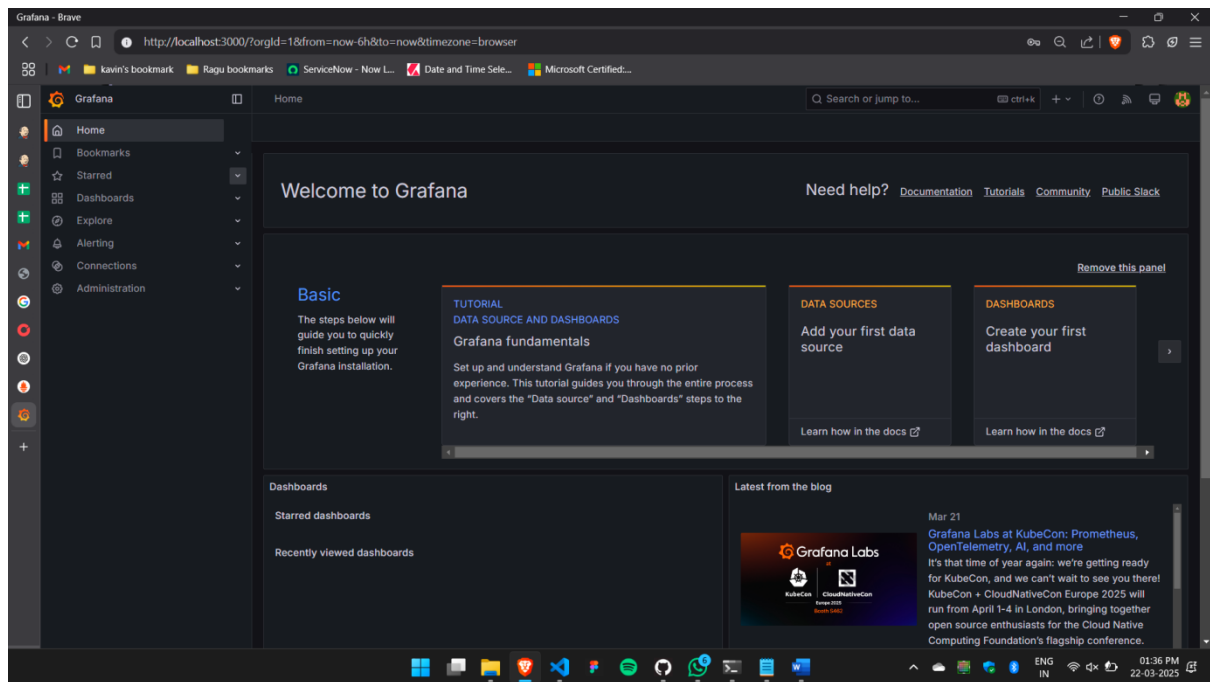 Grafana - Brave
http://localhost:3000/?orgId=1&from=now-6h&to=now&timezone=browser
kavin's bookmark
Ragu bookmarks
ServiceNow - Now L...
Date and Time Sele...
Microsoft Certified:...
Grafana
Home
Search or jump to...
ctrl+k
Home
Bookmarks
Starred
Dashboards
Explore
Alerting
Connections
Administration
Welcome to Grafana
Need help?
Documentation
Tutorials
Community
Public Slack
Remove this panel
Basic
The steps below will
guide you to quickly
finish setting up your
Grafana installation.
TUTORIAL
DATA SOURCE AND DASHBOARDS
Grafana fundamentals
Set up and understand Grafana if you have no prior
experience. This tutorial guides you through the entire process
and covers the “Data source” and “Dashboards” steps to the
right.
DATA SOURCES
Add your first data
source
Learn how in the docs
DASHBOARDS
Create your first
dashboard
Learn how in the docs
Dashboards
Starred dashboards
Recently viewed dashboards
Latest from the blog
Grafana Labs
at
KubeCon
CloudNativeCon
Europe 2025
Mar 21
Grafana Labs at KubeCon: Prometheus,
OpenTelemetry, AI, and more
It's that time of year again: we're getting ready
for KubeCon, and we can't wait to see you there!
KubeCon + CloudNativeCon Europe 2025 will
run from April 1-4 in London, bringing together
open source enthusiasts for the Cloud Native
Computing Foundation's flagship conference.
6
ENG
IN
01:36 PM
22-03-2025